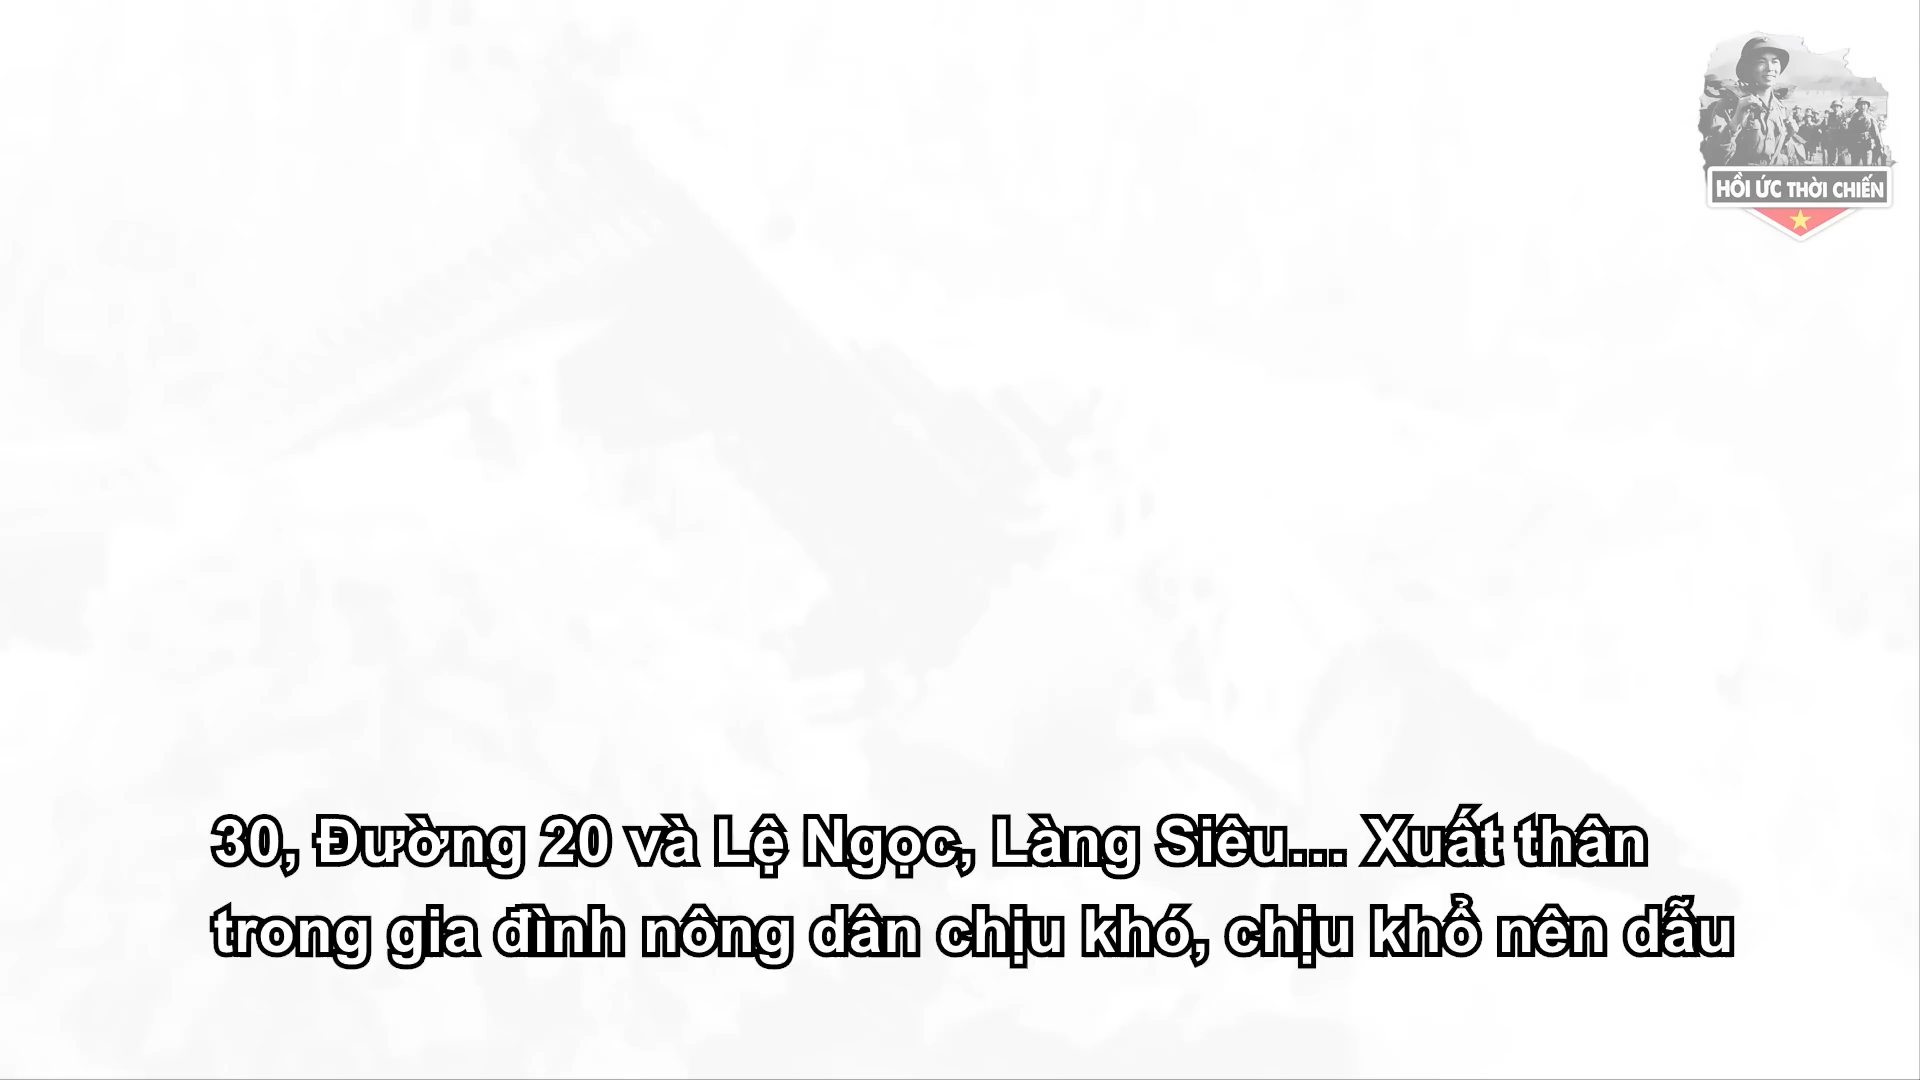 HỒI ỨC THỜI CHIẾN
30, Đường 20 và Lệ Ngọc, Làng Siêu... Xuất thân
trong gia đình nông dân chịu khó, chịu khổ nên dẫu